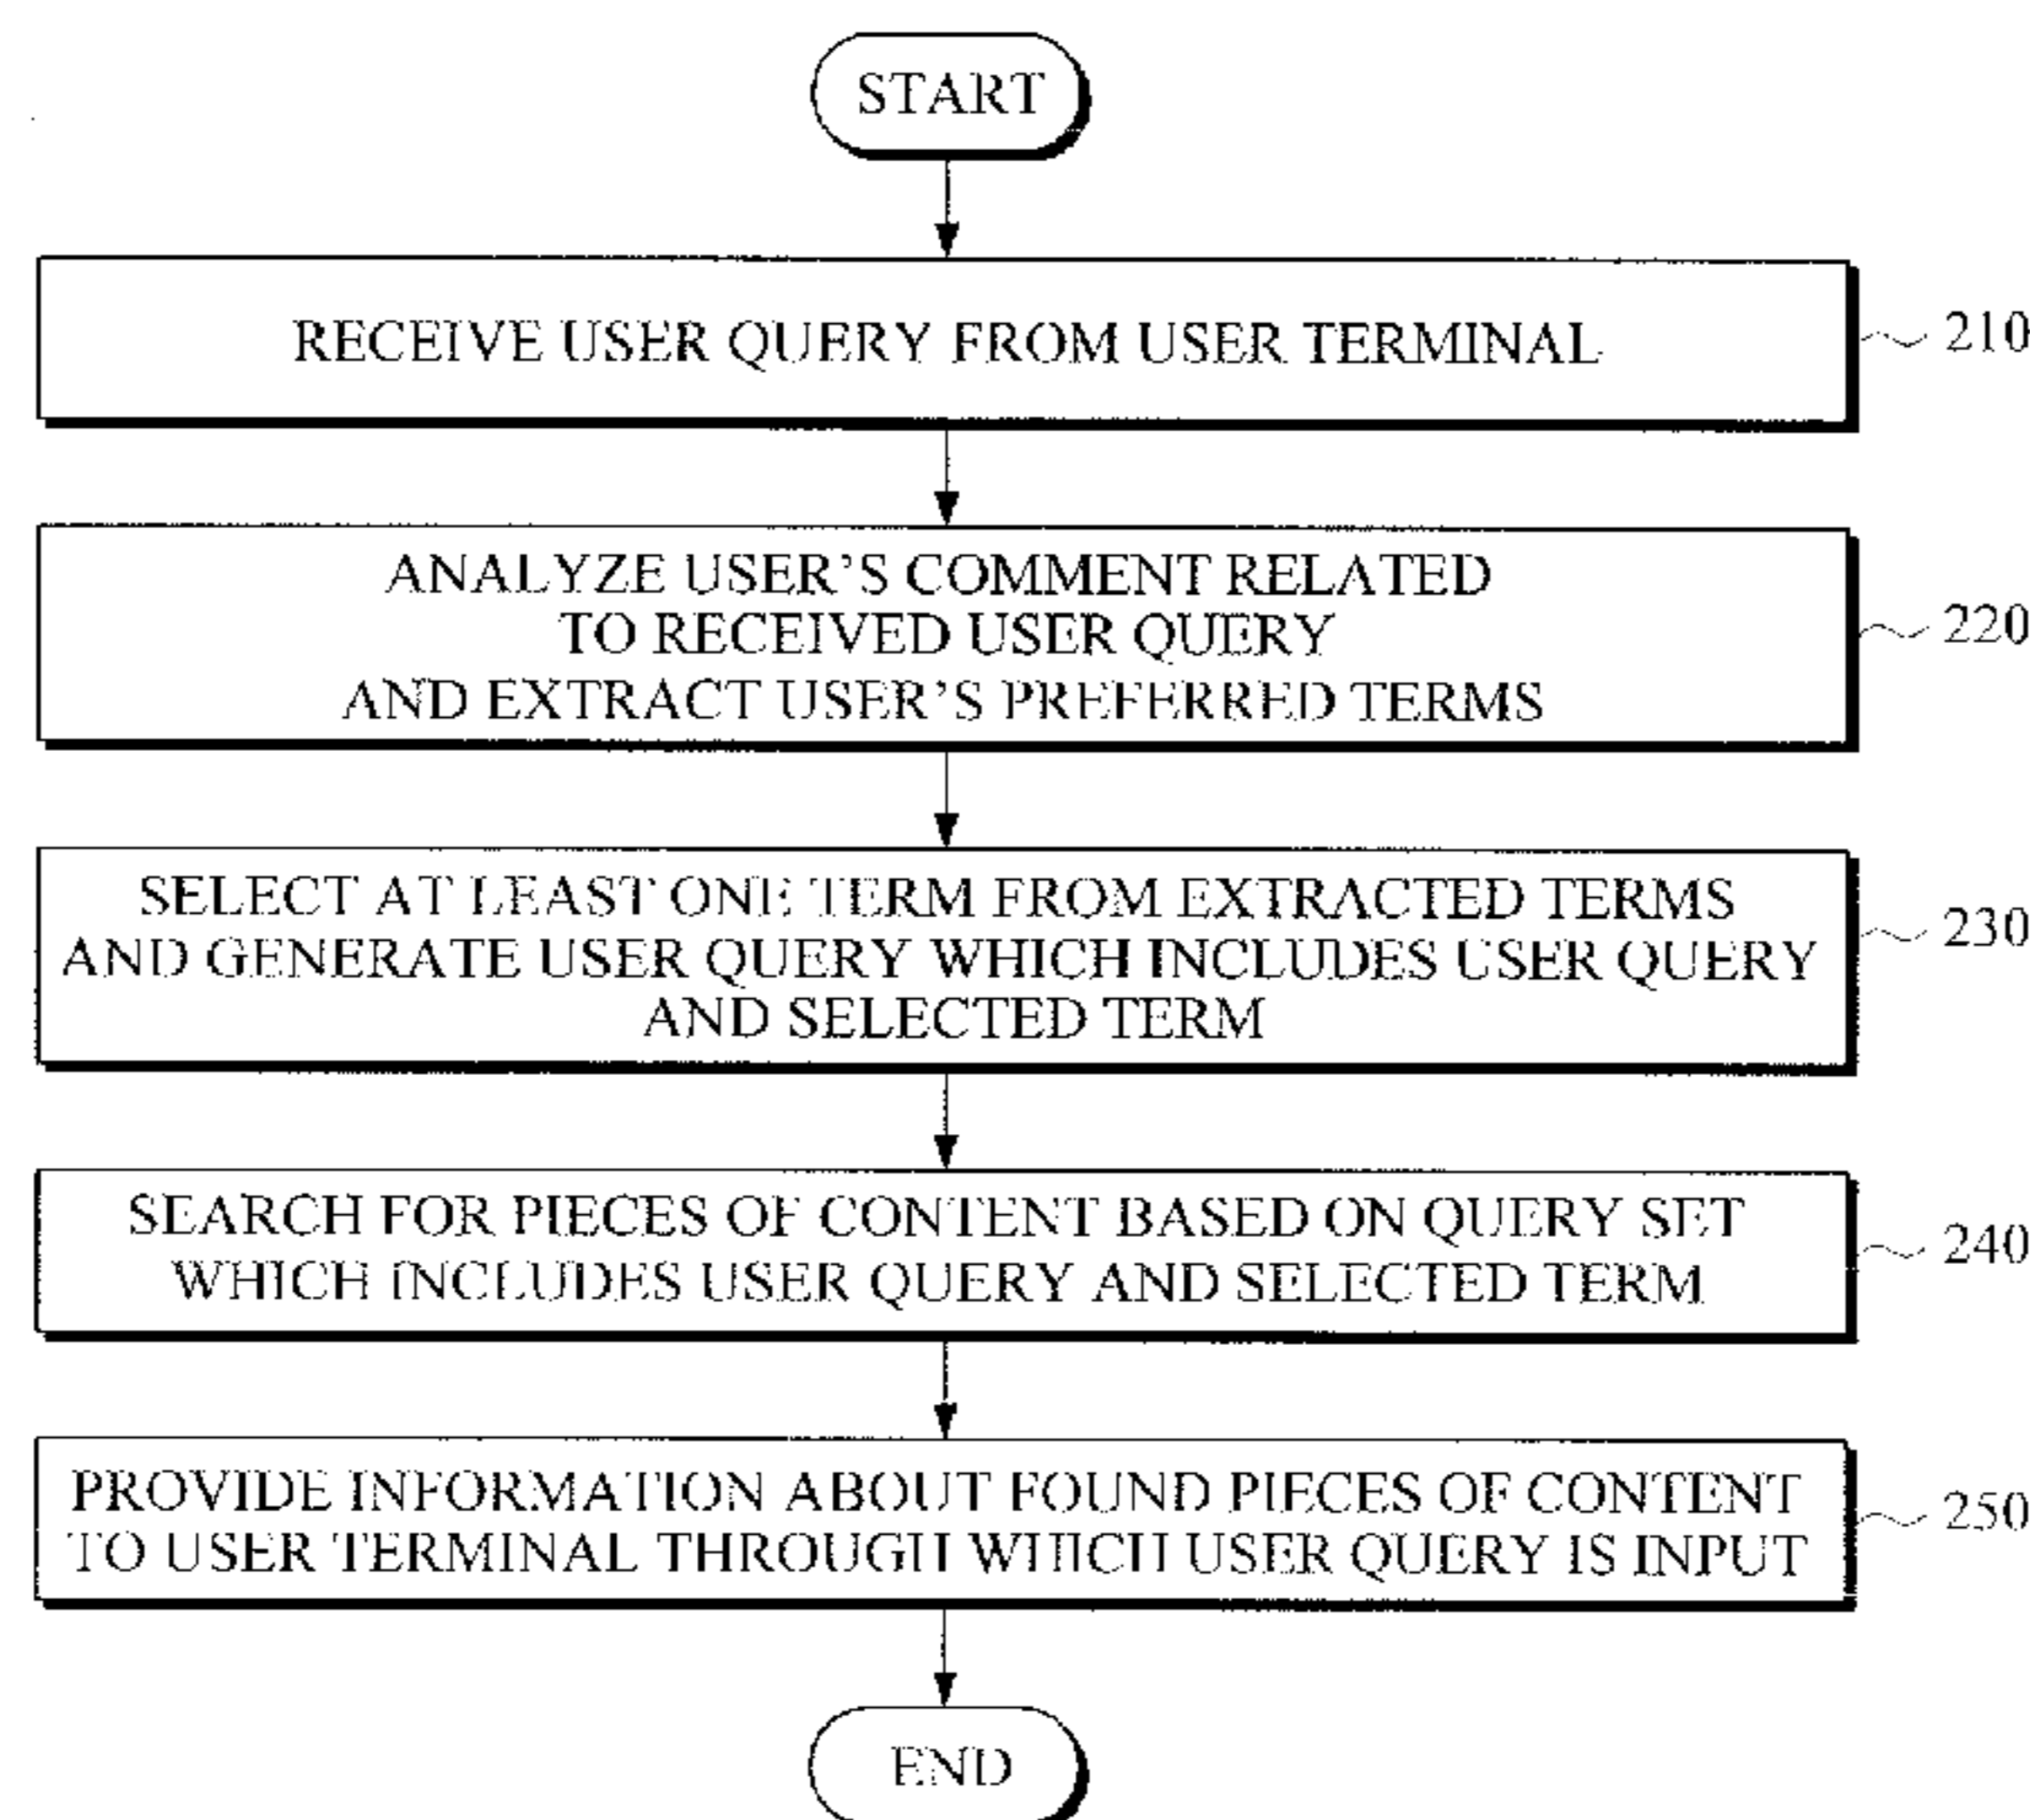 START
RECEIVE USER QUERY FROM USER TERMINAL
210
ANALYZE USER'S COMMENT RELATED
TO RECEIVED USER QUERY
AND EXTRACT USER'S PREFERRED TERMS
220
SELECT AT LEAST ONE TERM FROM EXTRACTED TERMS
AND GENERATE USER QUERY WHICH INCLUDES USER QUERY
AND SELECTED TERM
230
SEARCH FOR PIECES OF CONTENT BASED ON QUERY SET
WHICH INCLUDES USER QUERY AND SELECTED TERM
240
PROVIDE INFORMATION ABOUT FOUND PIECES OF CONTENT
TO USER TERMINAL THROUGH WHICH USER QUERY IS INPUT
250
END